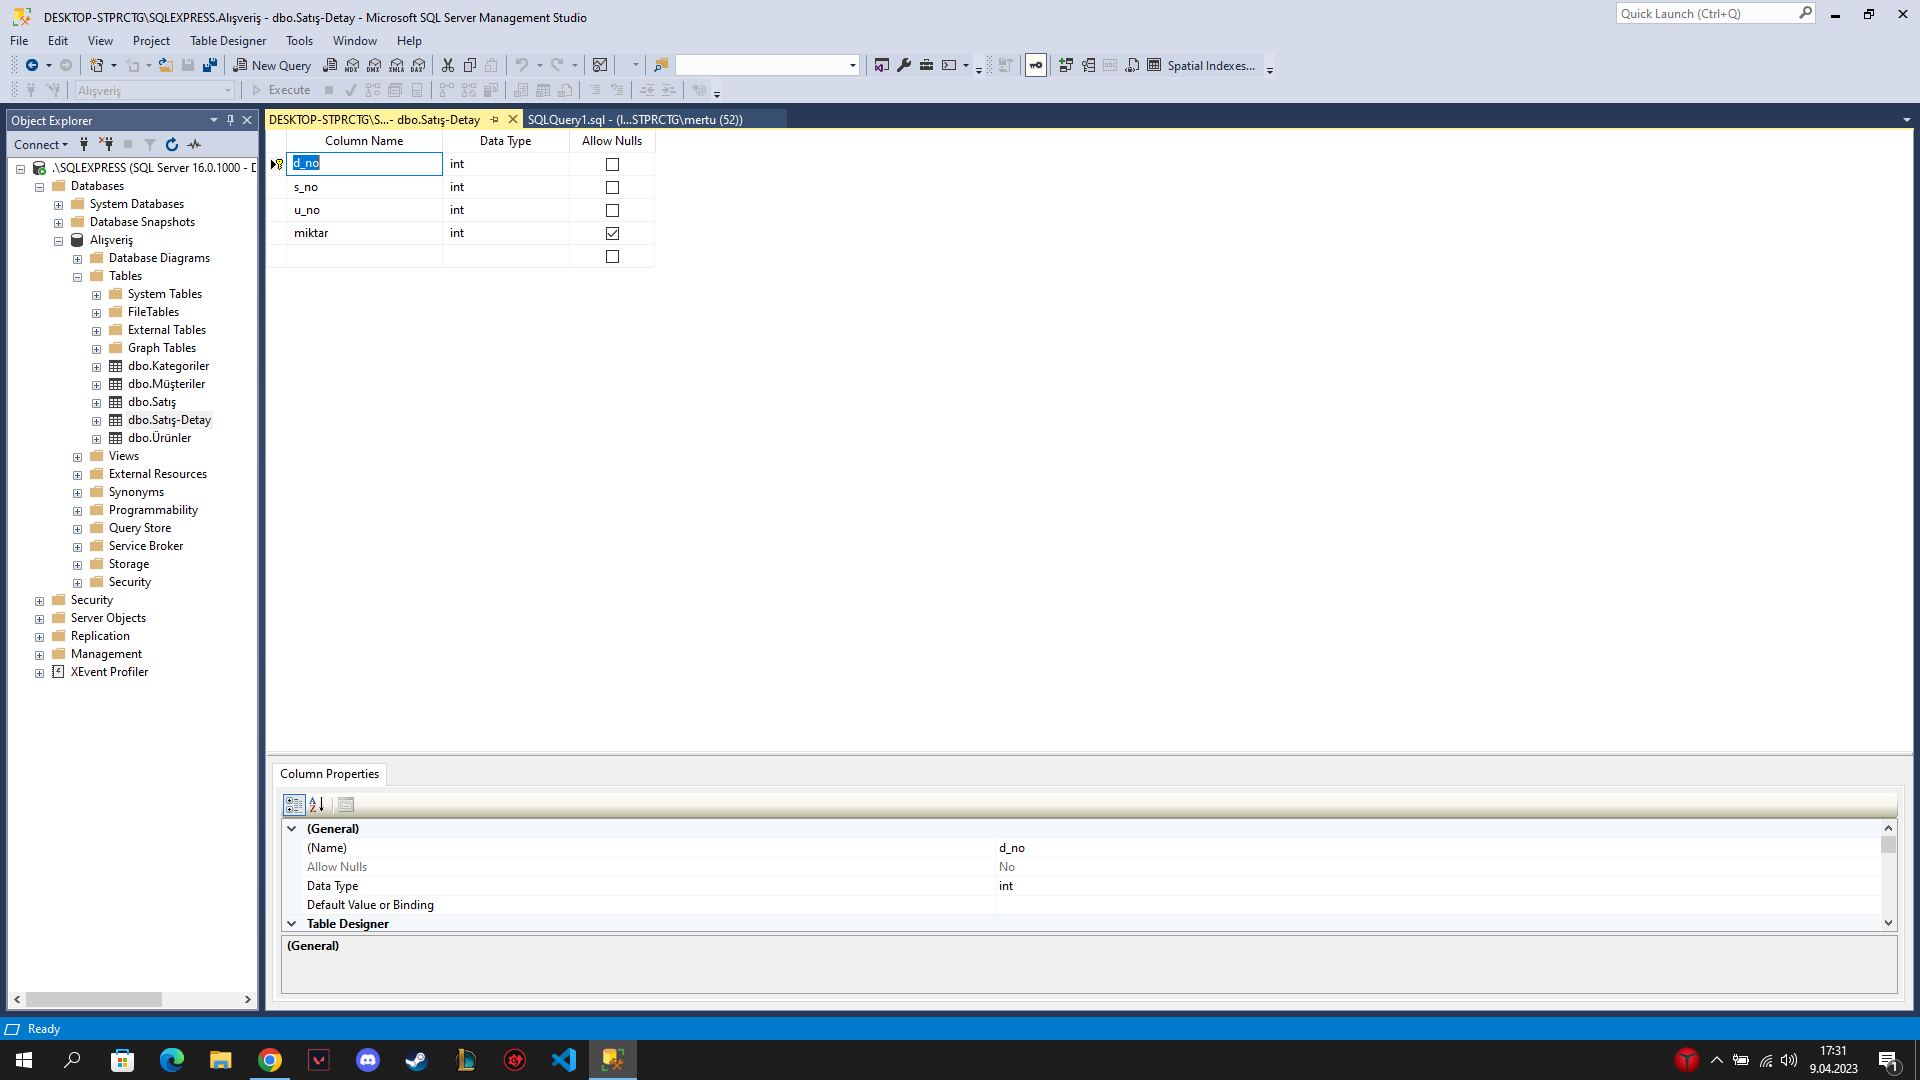 DESKTOP-STPRCTG\SQLEXPRESS.Alışveriş - dbo.Satış-Detay - Microsoft SQL Server Management Studio
Quick Launch (Ctrl+Q)
File Edit View Project Table Designer Tools Window Help
New Query
MDX DMX XMLA DAX
Spatial Indexes...
Alışveriş
Execute
Object Explorer
DESKTOP-STPRCTG\S...- dbo.Satış-Detay
SQLQuery1.sql - (l...STPRCTG\mertu (52))
Connect
.\SQLEXPRESS (SQL Server 16.0.1000 - D
Databases
System Databases
Database Snapshots
Alışveriş
Database Diagrams
Tables
System Tables
FileTables
External Tables
Graph Tables
dbo.Kategoriler
dbo.Müşteriler
dbo.Satış
dbo.Satış-Detay
dbo.Ürünler
Views
External Resources
Synonyms
Programmability
Query Store
Service Broker
Storage
Security
Security
Server Objects
Replication
Management
XEvent Profiler
Column Name Data Type Allow Nulls
d_no int
s_no int
u_no int
miktar int
Column Properties
(General)
(Name) d_no
Allow Nulls No
Data Type int
Default Value or Binding
Table Designer
(General)
Ready
17:31
9.04.2023
1